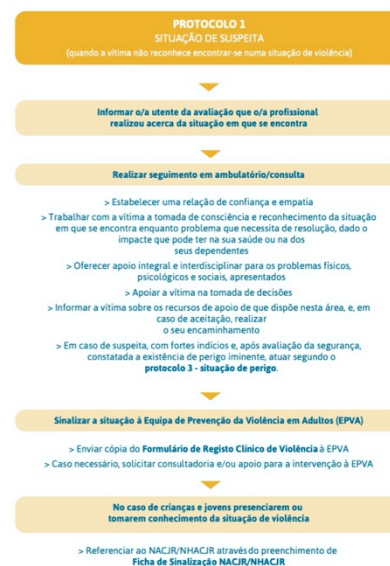 PROTOCOLO 1
SITUAÇÃO DE SUSPEITA
(quando a vítima não reconhece encontrar-se numa situação de violência)
Informar o/a utente da avaliação que o/a profissional
realizou acerca da situação em que se encontra
Realizar seguimento em ambulatório/consulta
> Estabelecer uma relação de confiança e empatia
> Trabalhar com a vítima a tomada de consciência e reconhecimento da situação
em que se encontra enquanto problema que necessita de resolução, dado o
impacte que pode ter na sua saúde ou na dos
seus dependentes
> Oferecer apoio integral e interdisciplinar para os problemas físicos,
psicológicos e sociais, apresentados
> Apoiar a vítima na tomada de decisões
> Informar a vítima sobre os recursos de apoio de que dispõe nesta área, e, em
caso de aceitação, realizar
o seu encaminhamento
> Em caso de suspeita, com fortes indícios e, após avaliação da segurança,
constatada a existência de perigo iminente, atuar segundo o
protocolo 3 - situação de perigo.
Sinalizar a situação à Equipa de Prevenção da Violência em Adultos (EPVA)
> Enviar cópia do Formulário de Registo Clínico de Violência à EPVA
> Caso necessário, solicitar consultadoria e/ou apoio para a intervenção à EPVA
No caso de crianças e jovens presenciarem ou
tomarem conhecimento da situação de violência
> Referenciar ao NACJR/NHACJR através do preenchimento de
Ficha de Sinalização NACJR/NHACJR